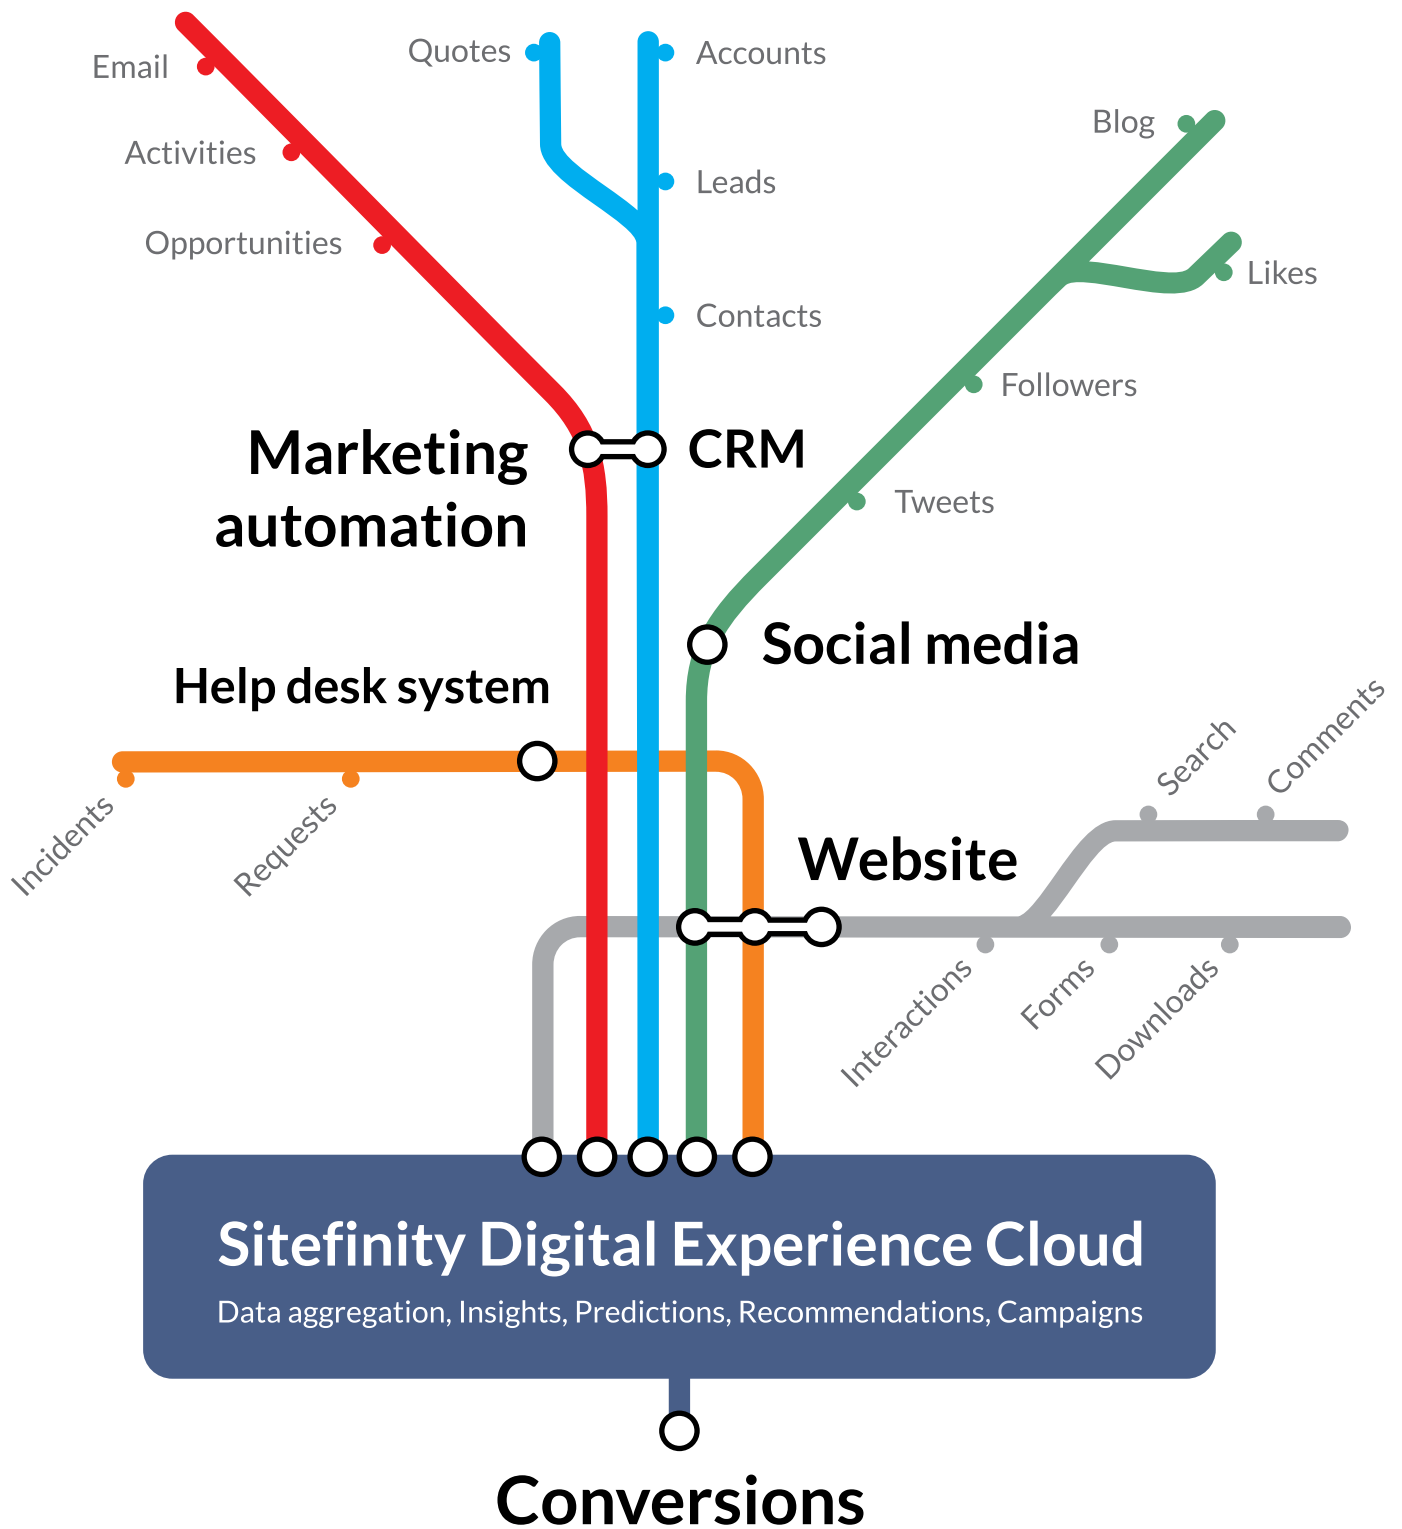 Email
Quotes
Accounts
Blog
Activities
Leads
Opportunities
Likes
Contacts
Followers
Marketing
automation
CRM
Tweets
Social media
Help desk system
Search
Comments
Incidents
Requests
Website
Interactions
Forms
Downloads
Sitefinity Digital Experience Cloud
Data aggregation, Insights, Predictions, Recommendations, Campaigns
Conversions